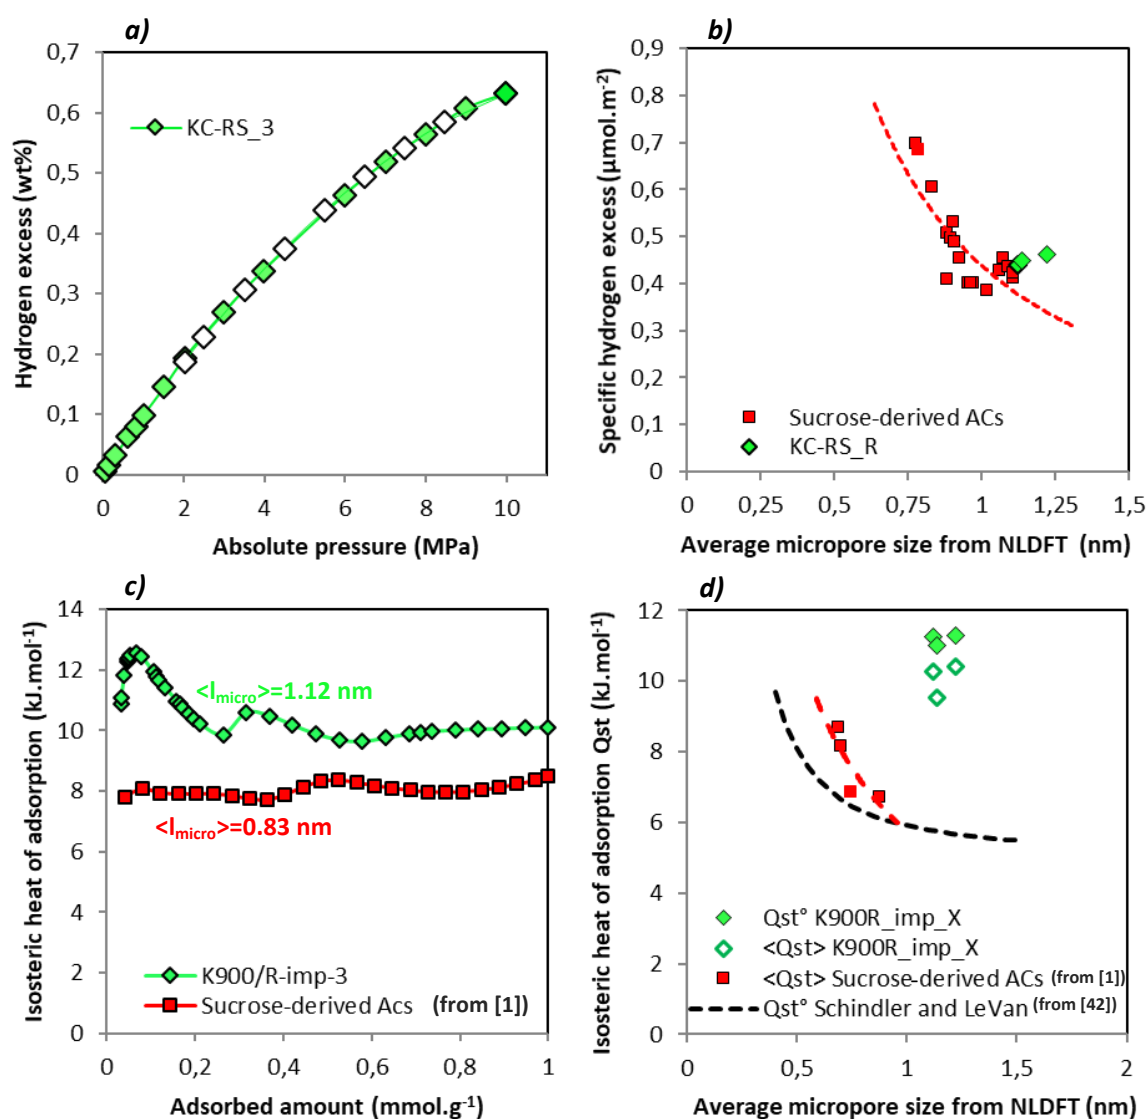 a)
Hydrogen excess (wt%)
0,7
0,6
0,5
0,4
0,3
0,2
0,1
0
KC-RS_3
0 2 4 6 8 10
Absolute pressure (MPa)
b)
Specific hydrogen excess (µmol.m-2)
0,9
0,8
0,7
0,6
0,5
0,4
0,3
0,2
0,1
0
Sucrose-derived ACs
KC-RS_R
0 0,25 0,5 0,75 1 1,25 1,5
Average micropore size from NLDFT (nm)
c)
Isosteric heat of adsorption (kJ.mol-1)
14
12
10
8
6
4
2
0
<lmicro>=1.12 nm
<lmicro>=0.83 nm
K900/R-imp-3
Sucrose-derived Acs (from [1])
0 0,2 0,4 0,6 0,8 1
Adsorbed amount (mmol.g-1)
d)
Isosteric heat of adsorption Qst (kJ.mol-1)
12
10
8
6
4
2
0
Qst° K900R_imp_X
<Qst> K900R_imp_X
<Qst> Sucrose-derived ACs (from [1])
Qst° Schindler and LeVan (from [42])
0 0,5 1 1,5 2
Average micropore size from NLDFT (nm)